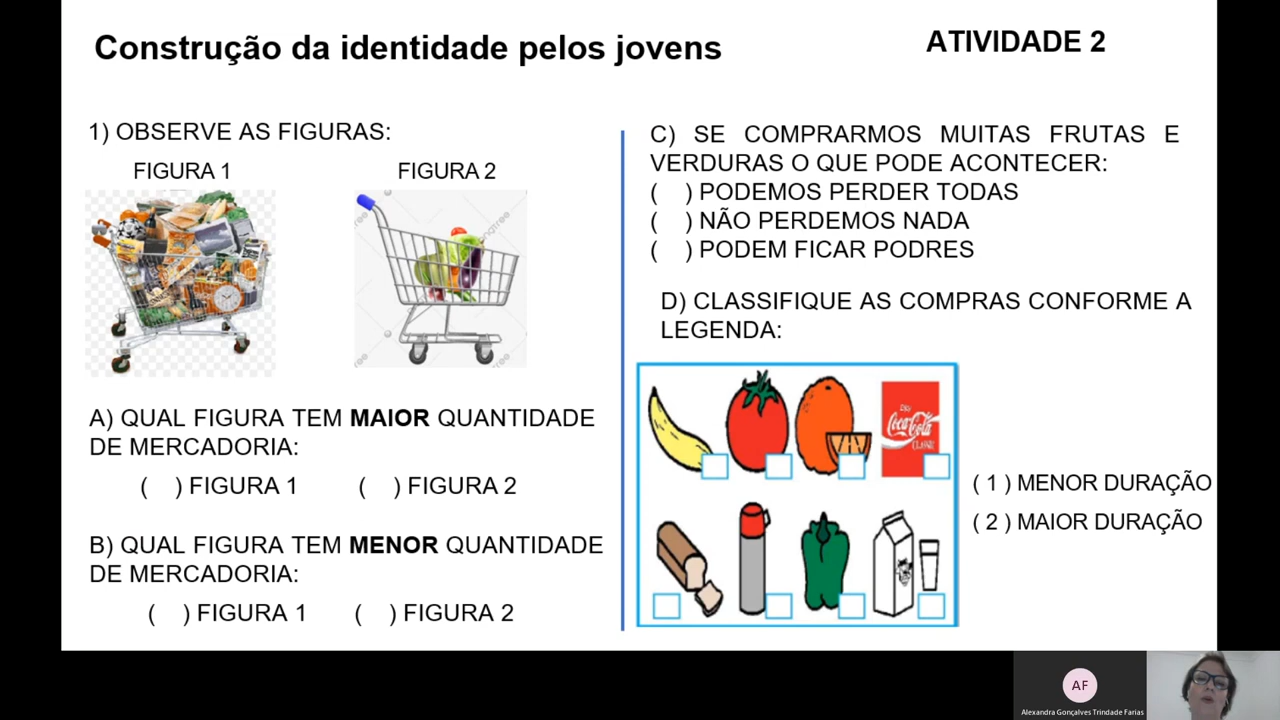 Construção da identidade pelos jovens
ATIVIDADE 2
1) OBSERVE AS FIGURAS:
FIGURA 1
FIGURA 2
A) QUAL FIGURA TEM MAIOR QUANTIDADE
DE MERCADORIA:
( ) FIGURA 1 ( ) FIGURA 2
B) QUAL FIGURA TEM MENOR QUANTIDADE
DE MERCADORIA:
( ) FIGURA 1 ( ) FIGURA 2
C) SE COMPRARMOS MUITAS FRUTAS E
VERDURAS O QUE PODE ACONTECER:
( ) PODEMOS PERDER TODAS
( ) NÃO PERDEMOS NADA
( ) PODEM FICAR PODRES
D) CLASSIFIQUE AS COMPRAS CONFORME A
LEGENDA:
Coca-Cola
CLASSIC
( 1 ) MENOR DURAÇÃO
( 2 ) MAIOR DURAÇÃO
AF
Alexandra Gonçalves Trindade Farias